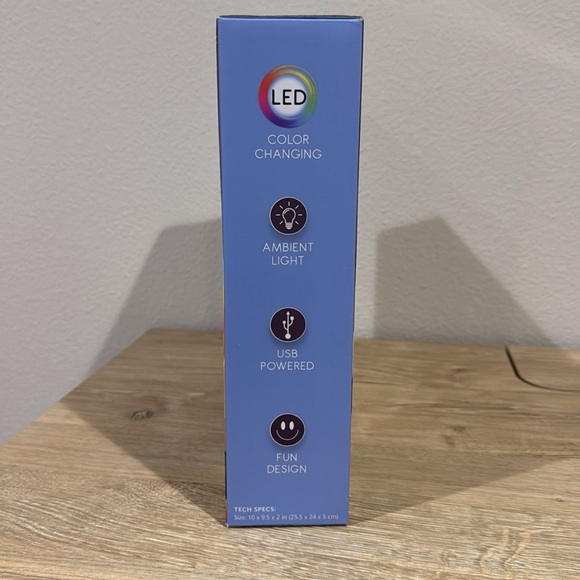 LED
COLOR
CHANGING
AMBIENT
LIGHT
USB
POWERED
FUN
DESIGN
TECH SPECS:
Size: 10 x 9.5 x 2 in (25.5 x 24 x 5 cm)